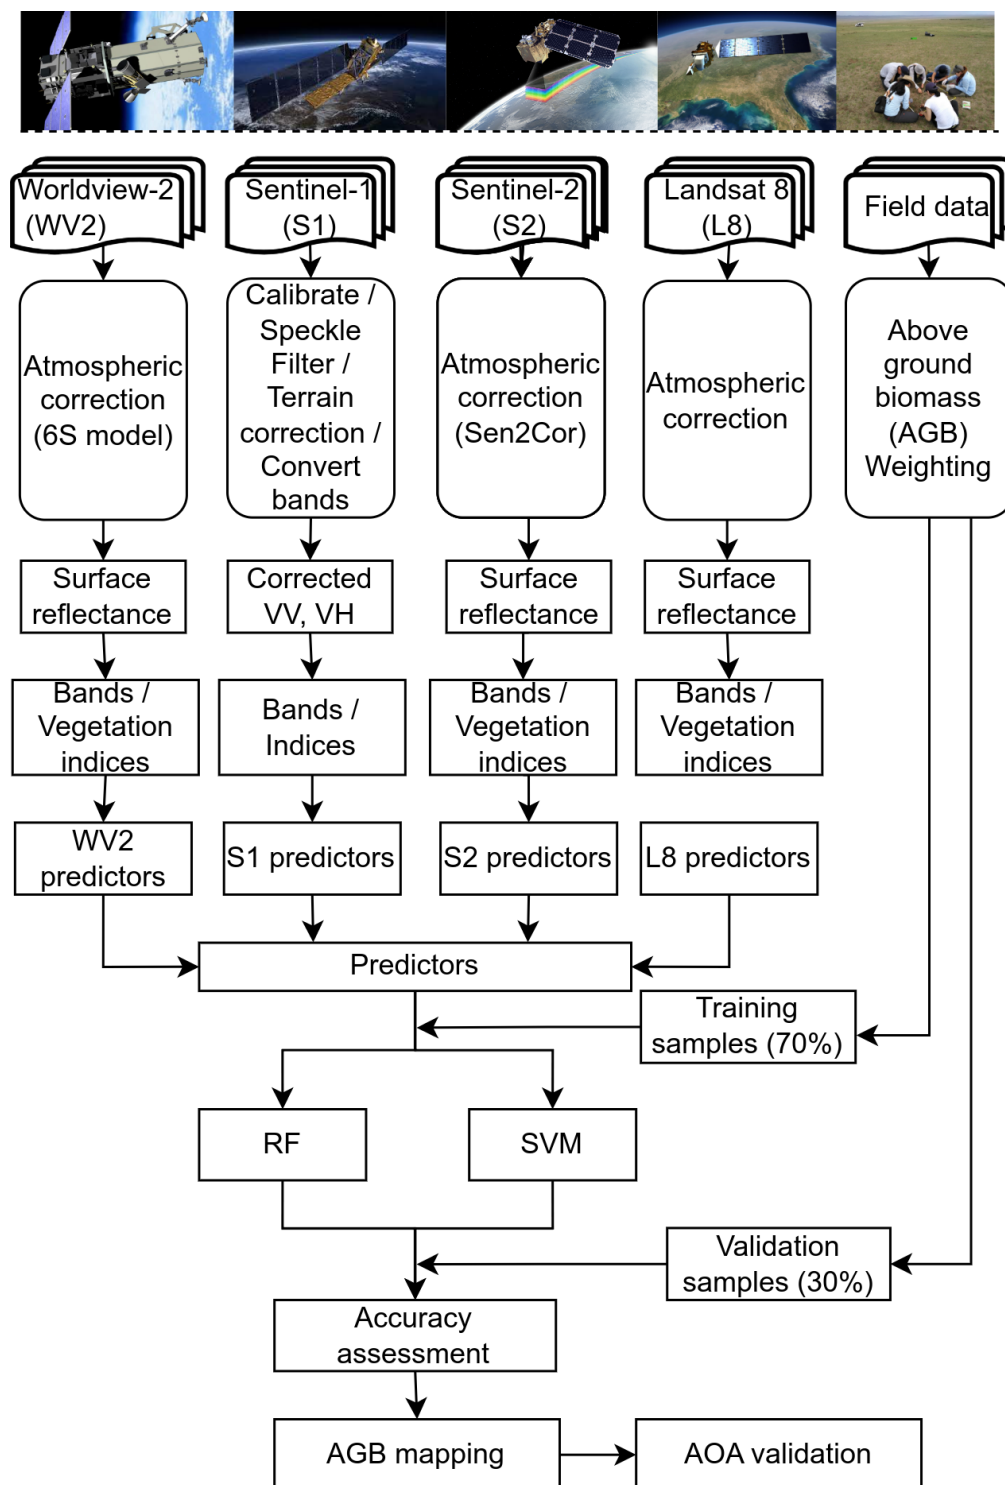 Worldview-2
(WV2)
Sentinel-1
(S1)
Sentinel-2
(S2)
Landsat 8
(L8)
Field data
Atmospheric
correction
(6S model)
Calibrate /
Speckle
Filter /
Terrain
correction /
Convert
bands
Atmospheric
correction
(Sen2Cor)
Atmospheric
correction
Above
ground
biomass
(AGB)
Weighting
Surface
reflectance
Corrected
VV, VH
Surface
reflectance
Surface
reflectance
Bands /
Vegetation
indices
Bands /
Indices
Bands /
Vegetation
indices
Bands /
Vegetation
indices
WV2
predictors
S1 predictors
S2 predictors
L8 predictors
Predictors
Training
samples (70%)
RF
SVM
Validation
samples (30%)
Accuracy
assessment
AGB mapping
AOA validation